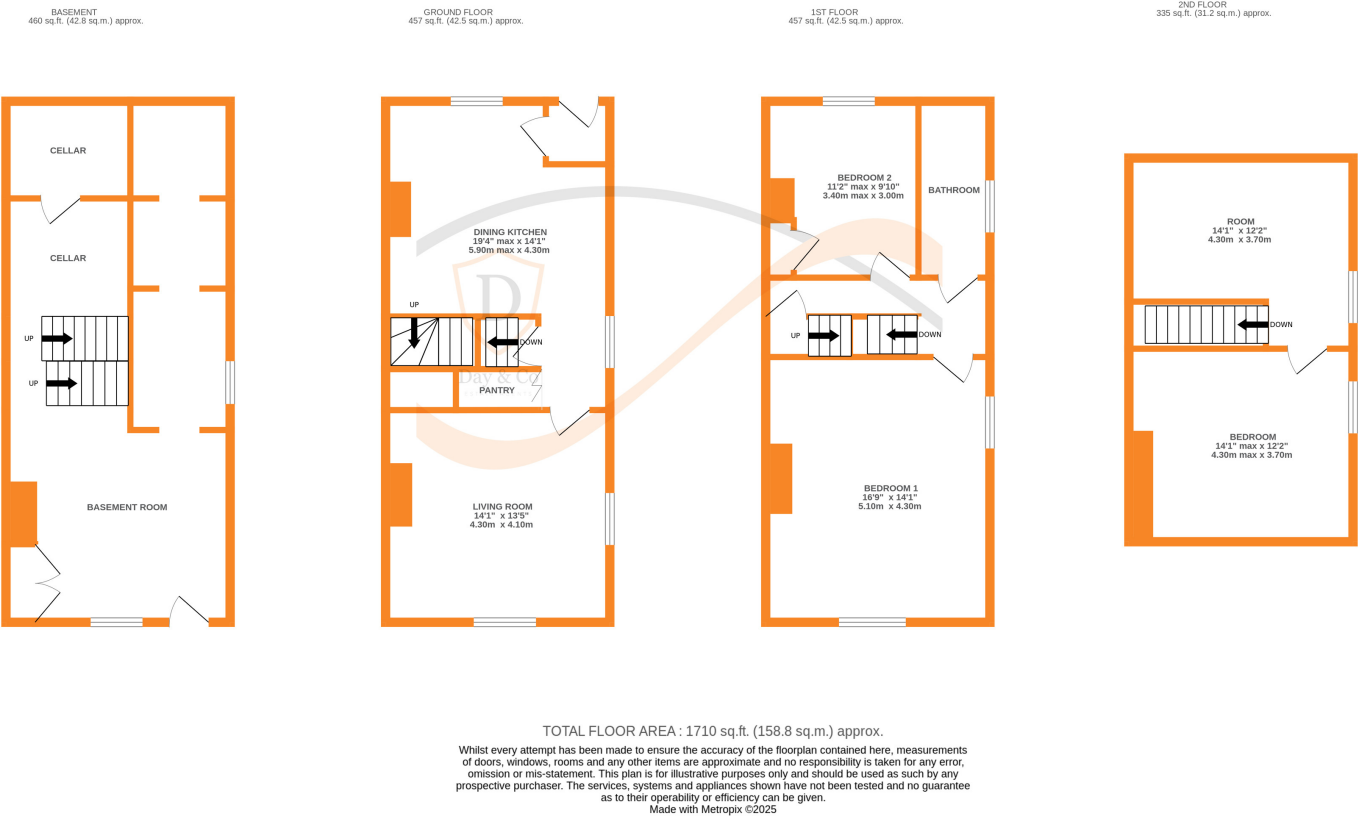 BASEMENT
460 sq.ft. (42.8 sq.m.) approx.
GROUND FLOOR
457 sq.ft. (42.5 sq.m.) approx.
1ST FLOOR
457 sq.ft. (42.5 sq.m.) approx.
2ND FLOOR
335 sq.ft. (31.2 sq.m.) approx.
CELLAR
CELLAR
UP
UP
BASEMENT ROOM
DINING KITCHEN
19'4" max x 14'1"
5.90m max x 4.30m
UP
DOWN
PANTRY
LIVING ROOM
14'1" x 13'5"
4.30m x 4.10m
D
Day & Co
BEDROOM 2
11'2" max x 9'10"
3.40m max x 3.00m
BATHROOM
UP
DOWN
BEDROOM 1
16'9" x 14'1"
5.10m x 4.30m
ROOM
14'1" x 12'2"
4.30m x 3.70m
DOWN
BEDROOM
14'1" max x 12'2"
4.30m max x 3.70m
TOTAL FLOOR AREA : 1710 sq.ft. (158.8 sq.m.) approx.
Whilst every attempt has been made to ensure the accuracy of the floorplan contained here, measurements
of doors, windows, rooms and any other items are approximate and no responsibility is taken for any error,
omission or mis-statement. This plan is for illustrative purposes only and should be used as such by any
prospective purchaser. The services, systems and appliances shown have not been tested and no guarantee
as to their operability or efficiency can be given.
Made with Metropix ©2025